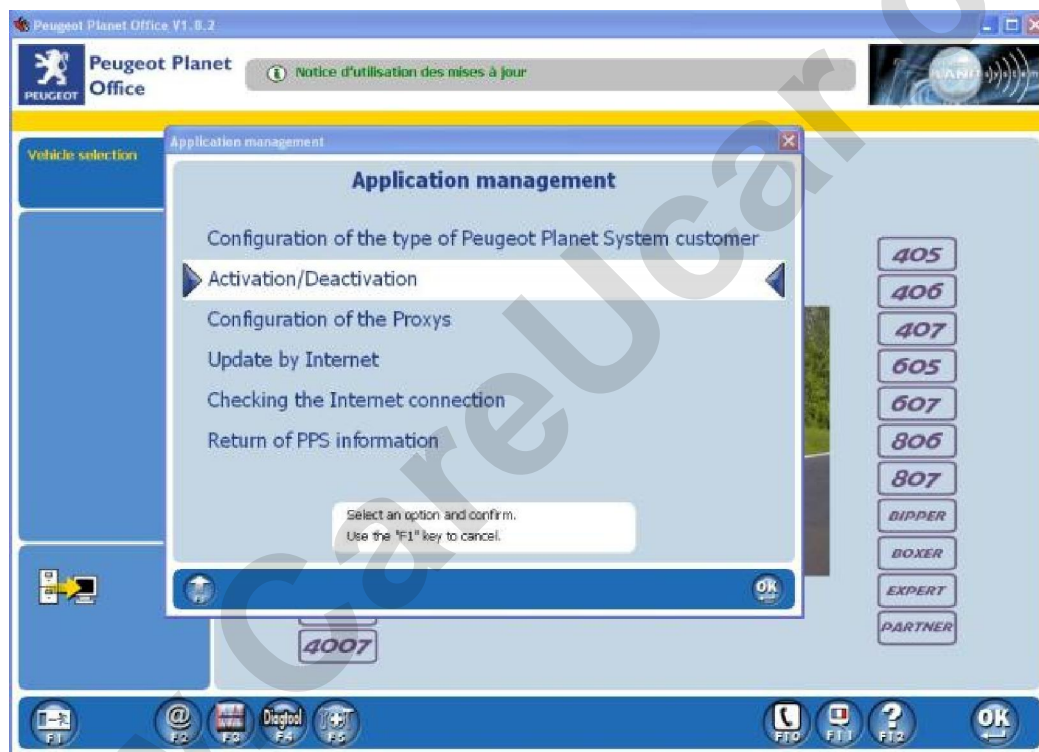 Peugeot Planet Office V1.8.2
PEUGEOT
Peugeot Planet
Office
Notice d'utilisation des mises à jour
Vehicle selection
Application management
Application management
Configuration of the type of Peugeot Planet System customer
Activation/Deactivation
Configuration of the Proxys
Update by Internet
Checking the Internet connection
Return of PPS information
Select an option and confirm.
Use the "F1" key to cancel.
OK
405
406
407
605
607
806
807
BIPPER
BOXER
EXPERT
PARTNER
4007
F1
@
F2
F3
Diagtool
F4
F5
F10
F11
?
F12
OK
CareUcar